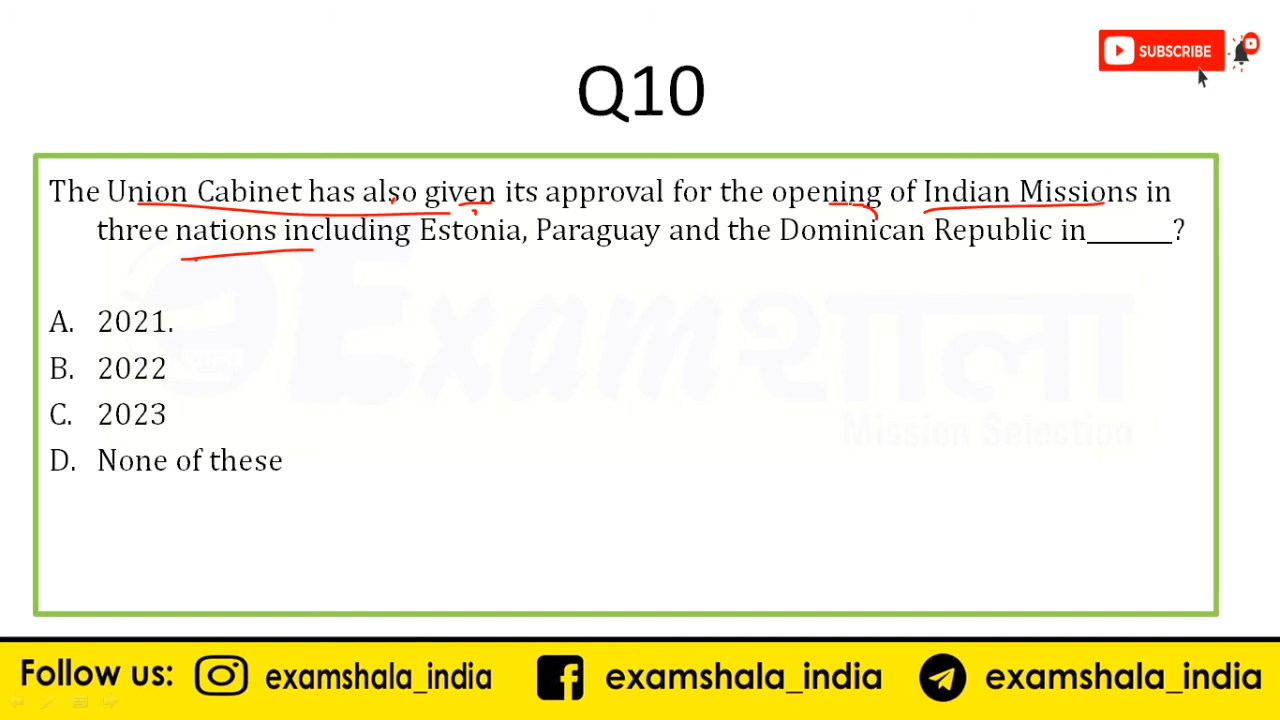 SUBSCRIBE
Q10
The Union Cabinet has also given its approval for the opening of Indian Missions in
three nations including Estonia, Paraguay and the Dominican Republic in______?
A. 2021.
B. 2022
C. 2023
D. None of these
Examशाला
Mission Selection
Follow us: examshala_india examshala_india examshala_india